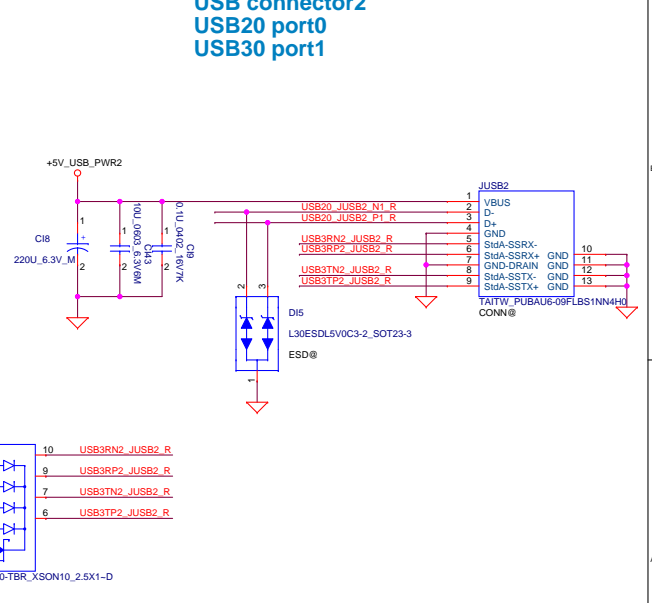 USB connector2
USB20 port0
USB30 port1
+5V_USB_PWR2
JUSB2
1
VBUS
USB20_JUSB2_N1_R
2
D-
USB20_JUSB2_P1_R
3
D+
4
GND
USB3RN2_JUSB2_R
5
StdA-SSRX-
USB3RP2_JUSB2_R
6
StdA-SSRX+
GND
10
7
GND-DRAIN
GND
11
USB3TN2_JUSB2_R
8
StdA-SSTX-
GND
12
USB3TP2_JUSB2_R
9
StdA-SSTX+
GND
13
TAITW_PUBAU6-09FLBS1NN4H0
CONN@
1
CI8
+
220U_6.3V_M
2
1
10U_0603_6.3V6M
CI43
2
1
0.1U_0402_16V7K
CI9
2
2
3
DI5
L30ESDL5V0C3-2_SOT23-3
ESD@
1
10
USB3RN2_JUSB2_R
9
USB3RP2_JUSB2_R
7
USB3TN2_JUSB2_R
6
USB3TP2_JUSB2_R
0-TBR_XSON10_2.5X1~D